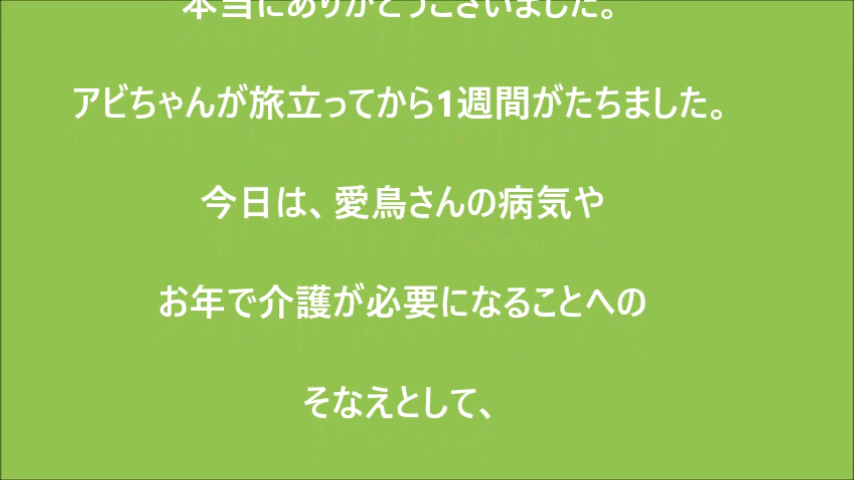 本当にありがとうございました。
アビちゃんが旅立ってから1週間がたちました。
今日は、愛鳥さんの病気や
お年で介護が必要になることへの
そなえとして、